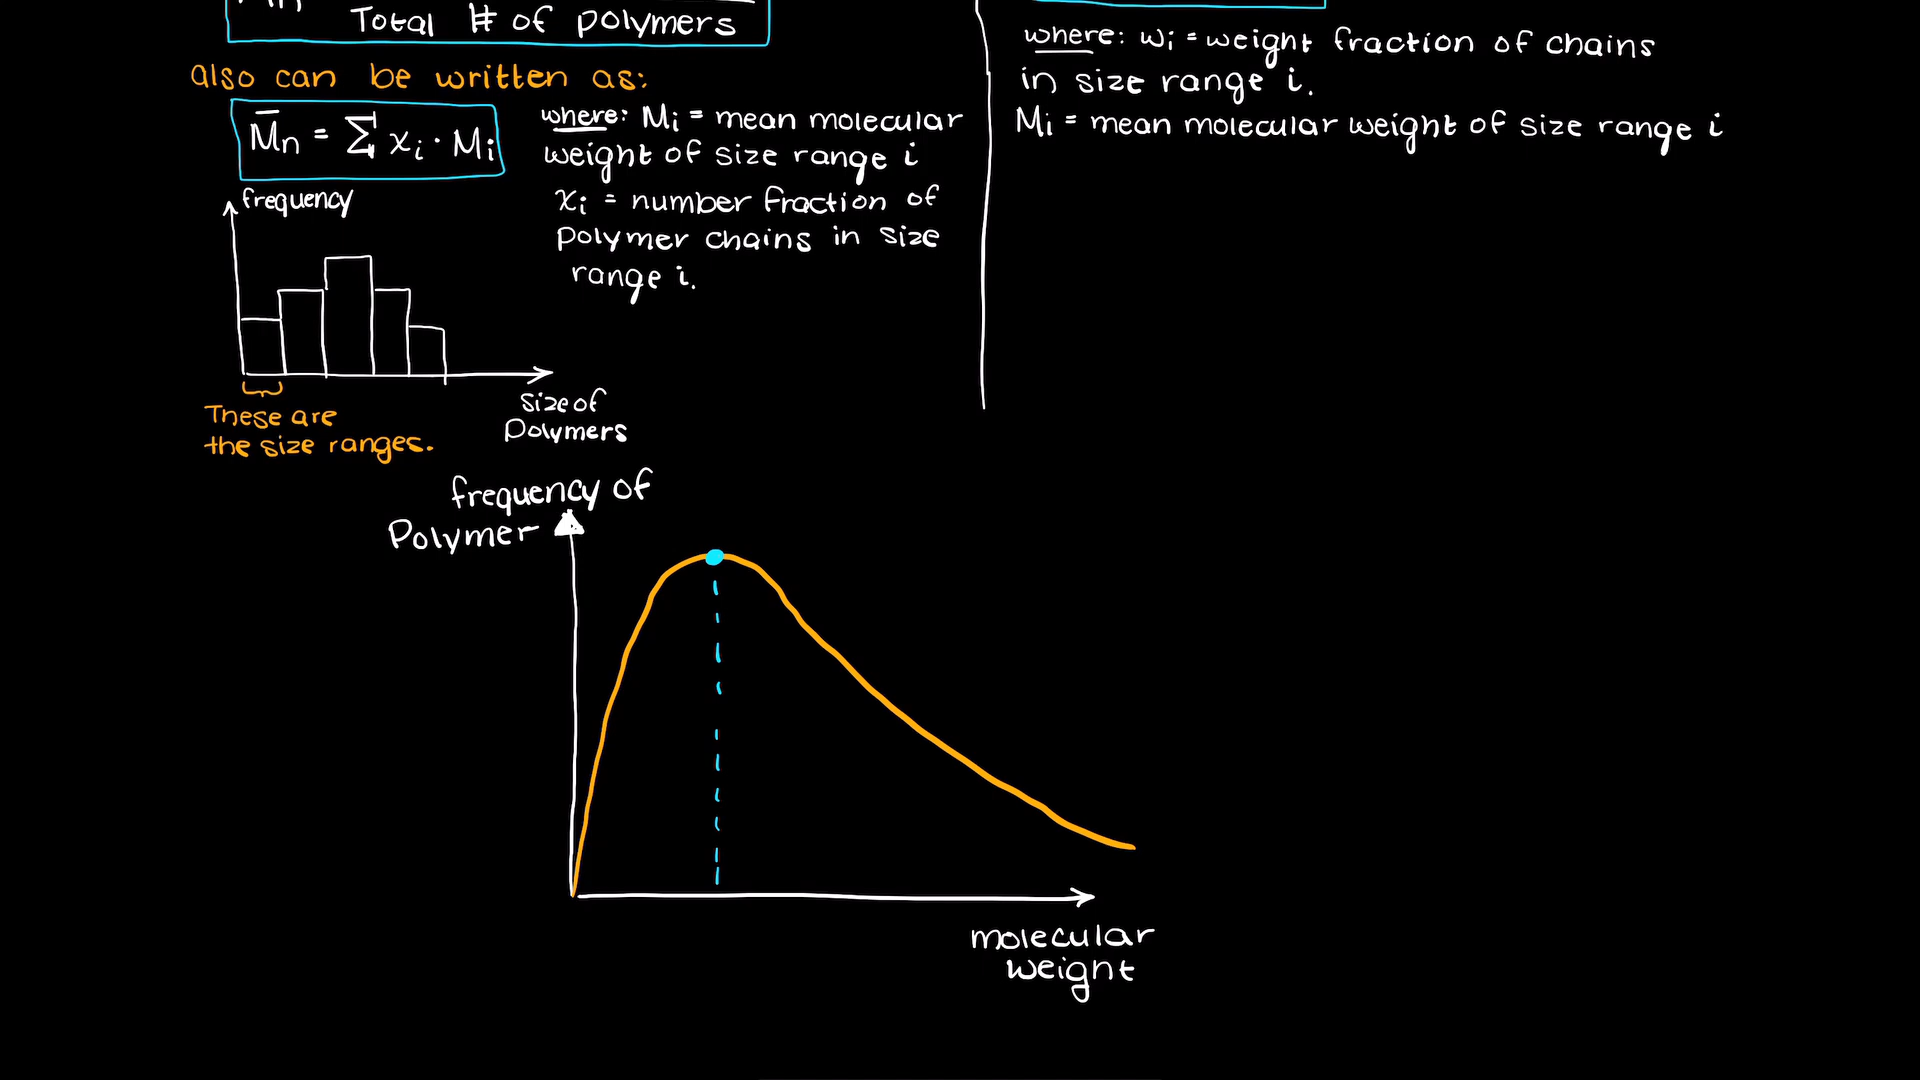 Total # of polymers
also can be written as:
M̄n = Σ xi · Mi
where: Mi = mean molecular
weight of size range i
xi = number fraction of
polymer chains in size
range i.
frequency
size of
Polymers
These are
the size ranges.
where: wi = weight fraction of chains
in size range i.
Mi = mean molecular weight of size range i
frequency of
Polymer
molecular
weight